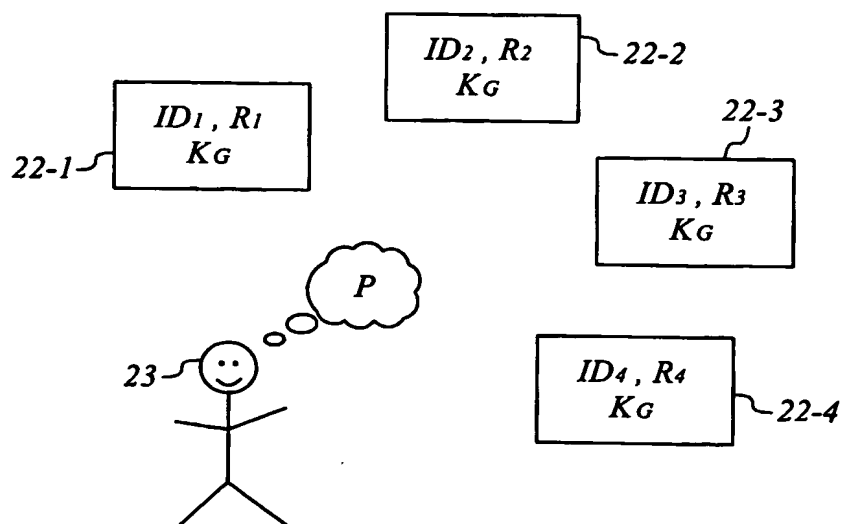 ID2 , R2
KG
22-2
ID1 , R1
KG
22-1
22-3
ID3 , R3
KG
P
23
ID4 , R4
KG
22-4